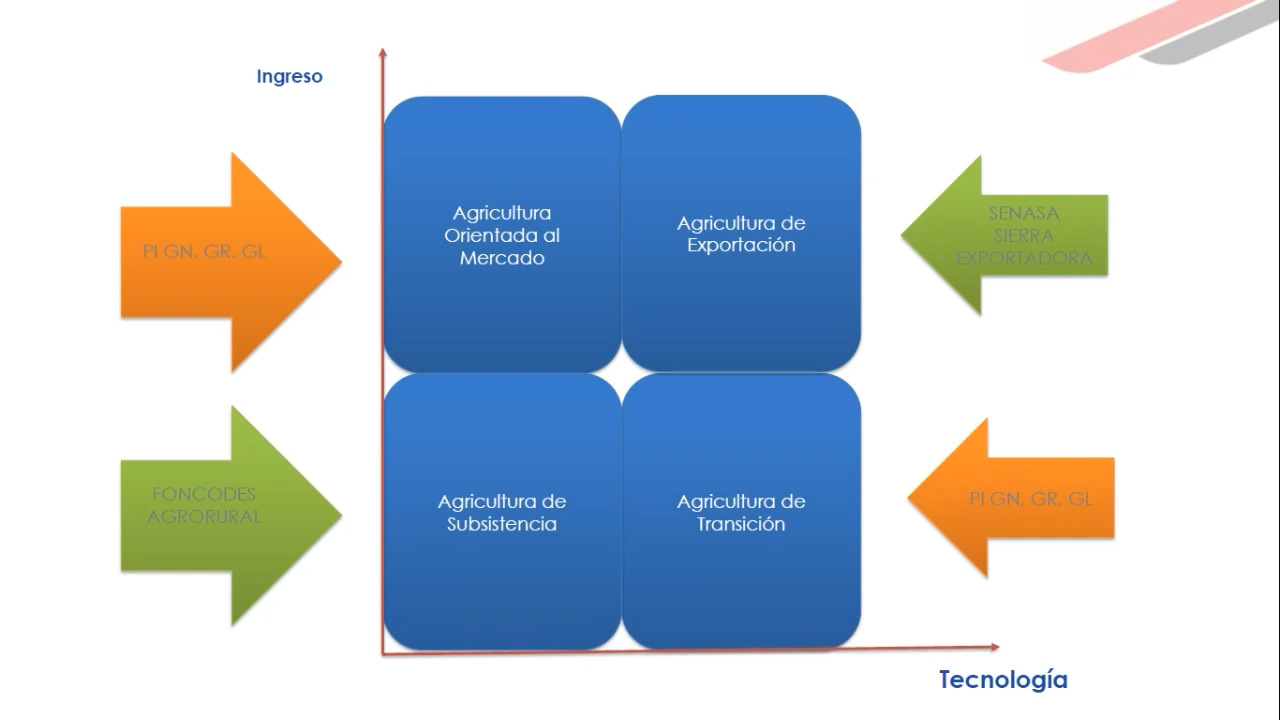 Ingreso
PI GN, GR, GL
Agricultura
Orientada al
Mercado
Agricultura de
Exportación
SENASA
SIERRA
EXPORTADORA
FONCODES
AGRORURAL
Agricultura de
Subsistencia
Agricultura de
Transición
PI GN, GR, GL
Tecnología